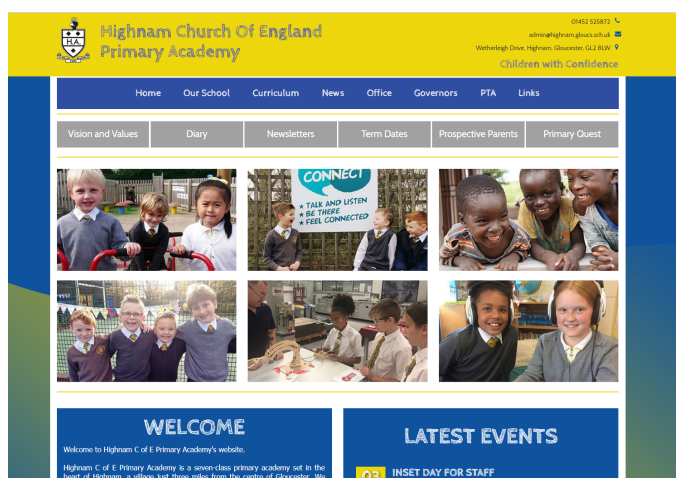 Highnam Church Of England
Primary Academy
H.A.
01452 525872
admin@highnam.gloucs.sch.uk
Wetherleigh Drive, Highnam, Gloucester, GL2 8LW
Children with Confidence
Home Our School Curriculum News Office Governors PTA Links
Vision and Values Diary Newsletters Term Dates Prospective Parents Primary Quest
CONNECT
★ TALK AND LISTEN
★ BE THERE
★ FEEL CONNECTED
WELCOME
Welcome to Highnam C of E Primary Academy's website.
Highnam C of E Primary Academy is a seven-class primary academy set in the
heart of Highnam, a village just three miles from the centre of Gloucester. We
LATEST EVENTS
03
INSET DAY FOR STAFF